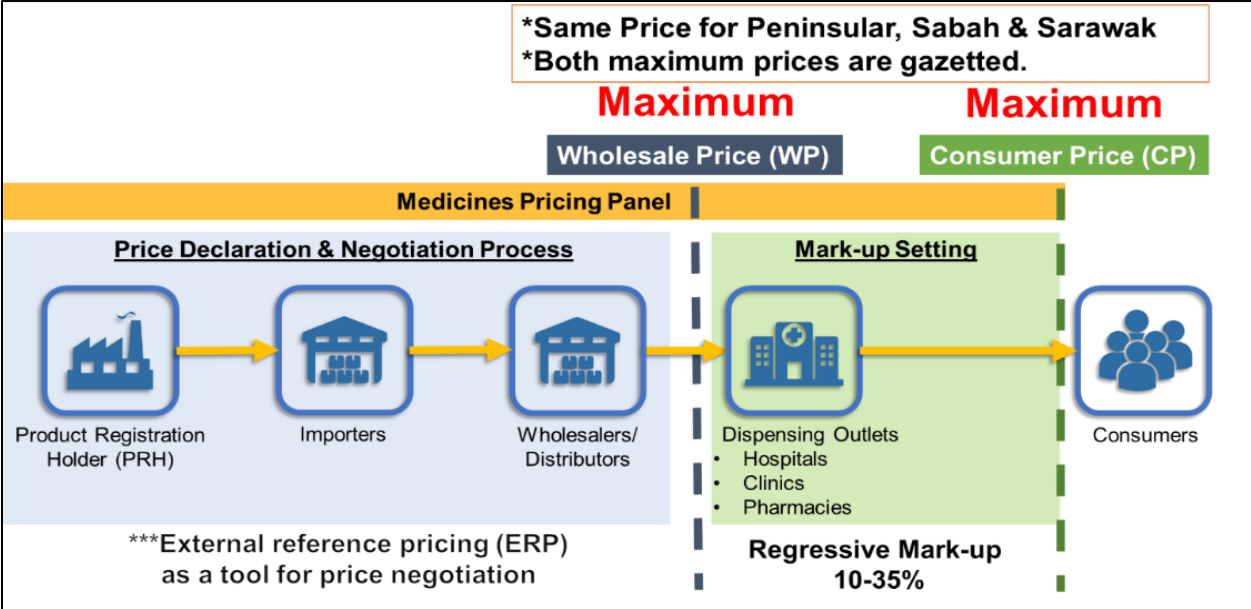 *Same Price for Peninsular, Sabah & Sarawak
*Both maximum prices are gazetted.
Maximum
Maximum
Wholesale Price (WP)
Consumer Price (CP)
Medicines Pricing Panel
Price Declaration & Negotiation Process
Mark-up Setting
Product Registration
Holder (PRH)
Importers
Wholesalers/
Distributors
Dispensing Outlets
• Hospitals
• Clinics
• Pharmacies
Consumers
***External reference pricing (ERP)
as a tool for price negotiation
Regressive Mark-up
10-35%